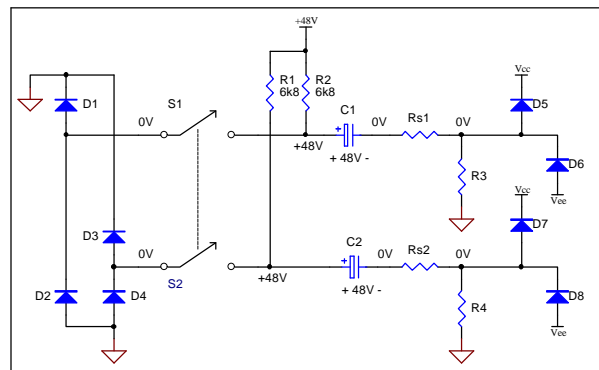 +48V
R1
6k8
R2
6k8
D1
S1
0V
C1
+
+ 48V -
0V
Rs1
0V
Vcc
D5
D6
Vee
+48V
R3
D3
0V
S2
D2
D4
+48V
C2
+
+ 48V -
0V
Rs2
0V
Vcc
D7
D8
Vee
R4